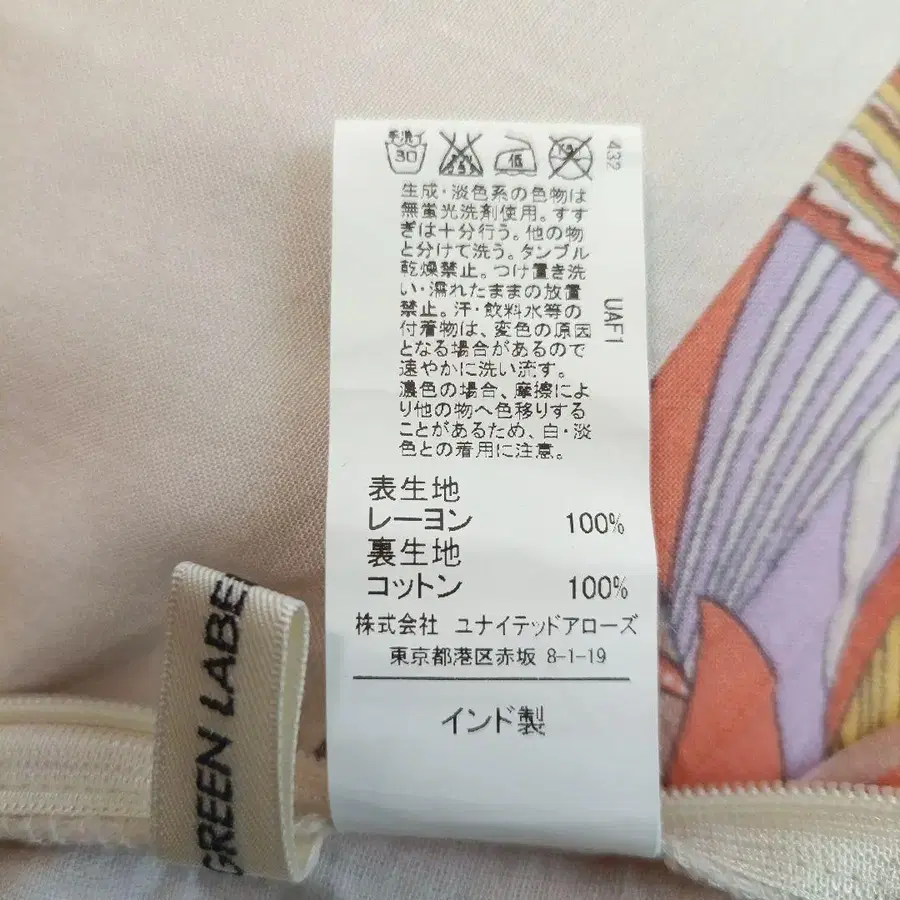 手洗イ
30
低
432
生成・淡色系の色物は
無蛍光洗剤使用。すす
ぎは十分行う。他の物
と分けて洗う。タンブル
乾燥禁止。つけ置き洗
い・濡れたままの放置
禁止。汗・飲料水等の
付着物は、変色の原因
となる場合があるので
速やかに洗い流す。
濃色の場合、摩擦によ
り他の物へ色移りする
ことがあるため、白・淡
色との着用に注意。
UAF1
表生地
レーヨン 100%
裏生地
コットン 100%
株式会社 ユナイテッドアローズ
東京都港区赤坂 8-1-19
インド製
GREEN LABE